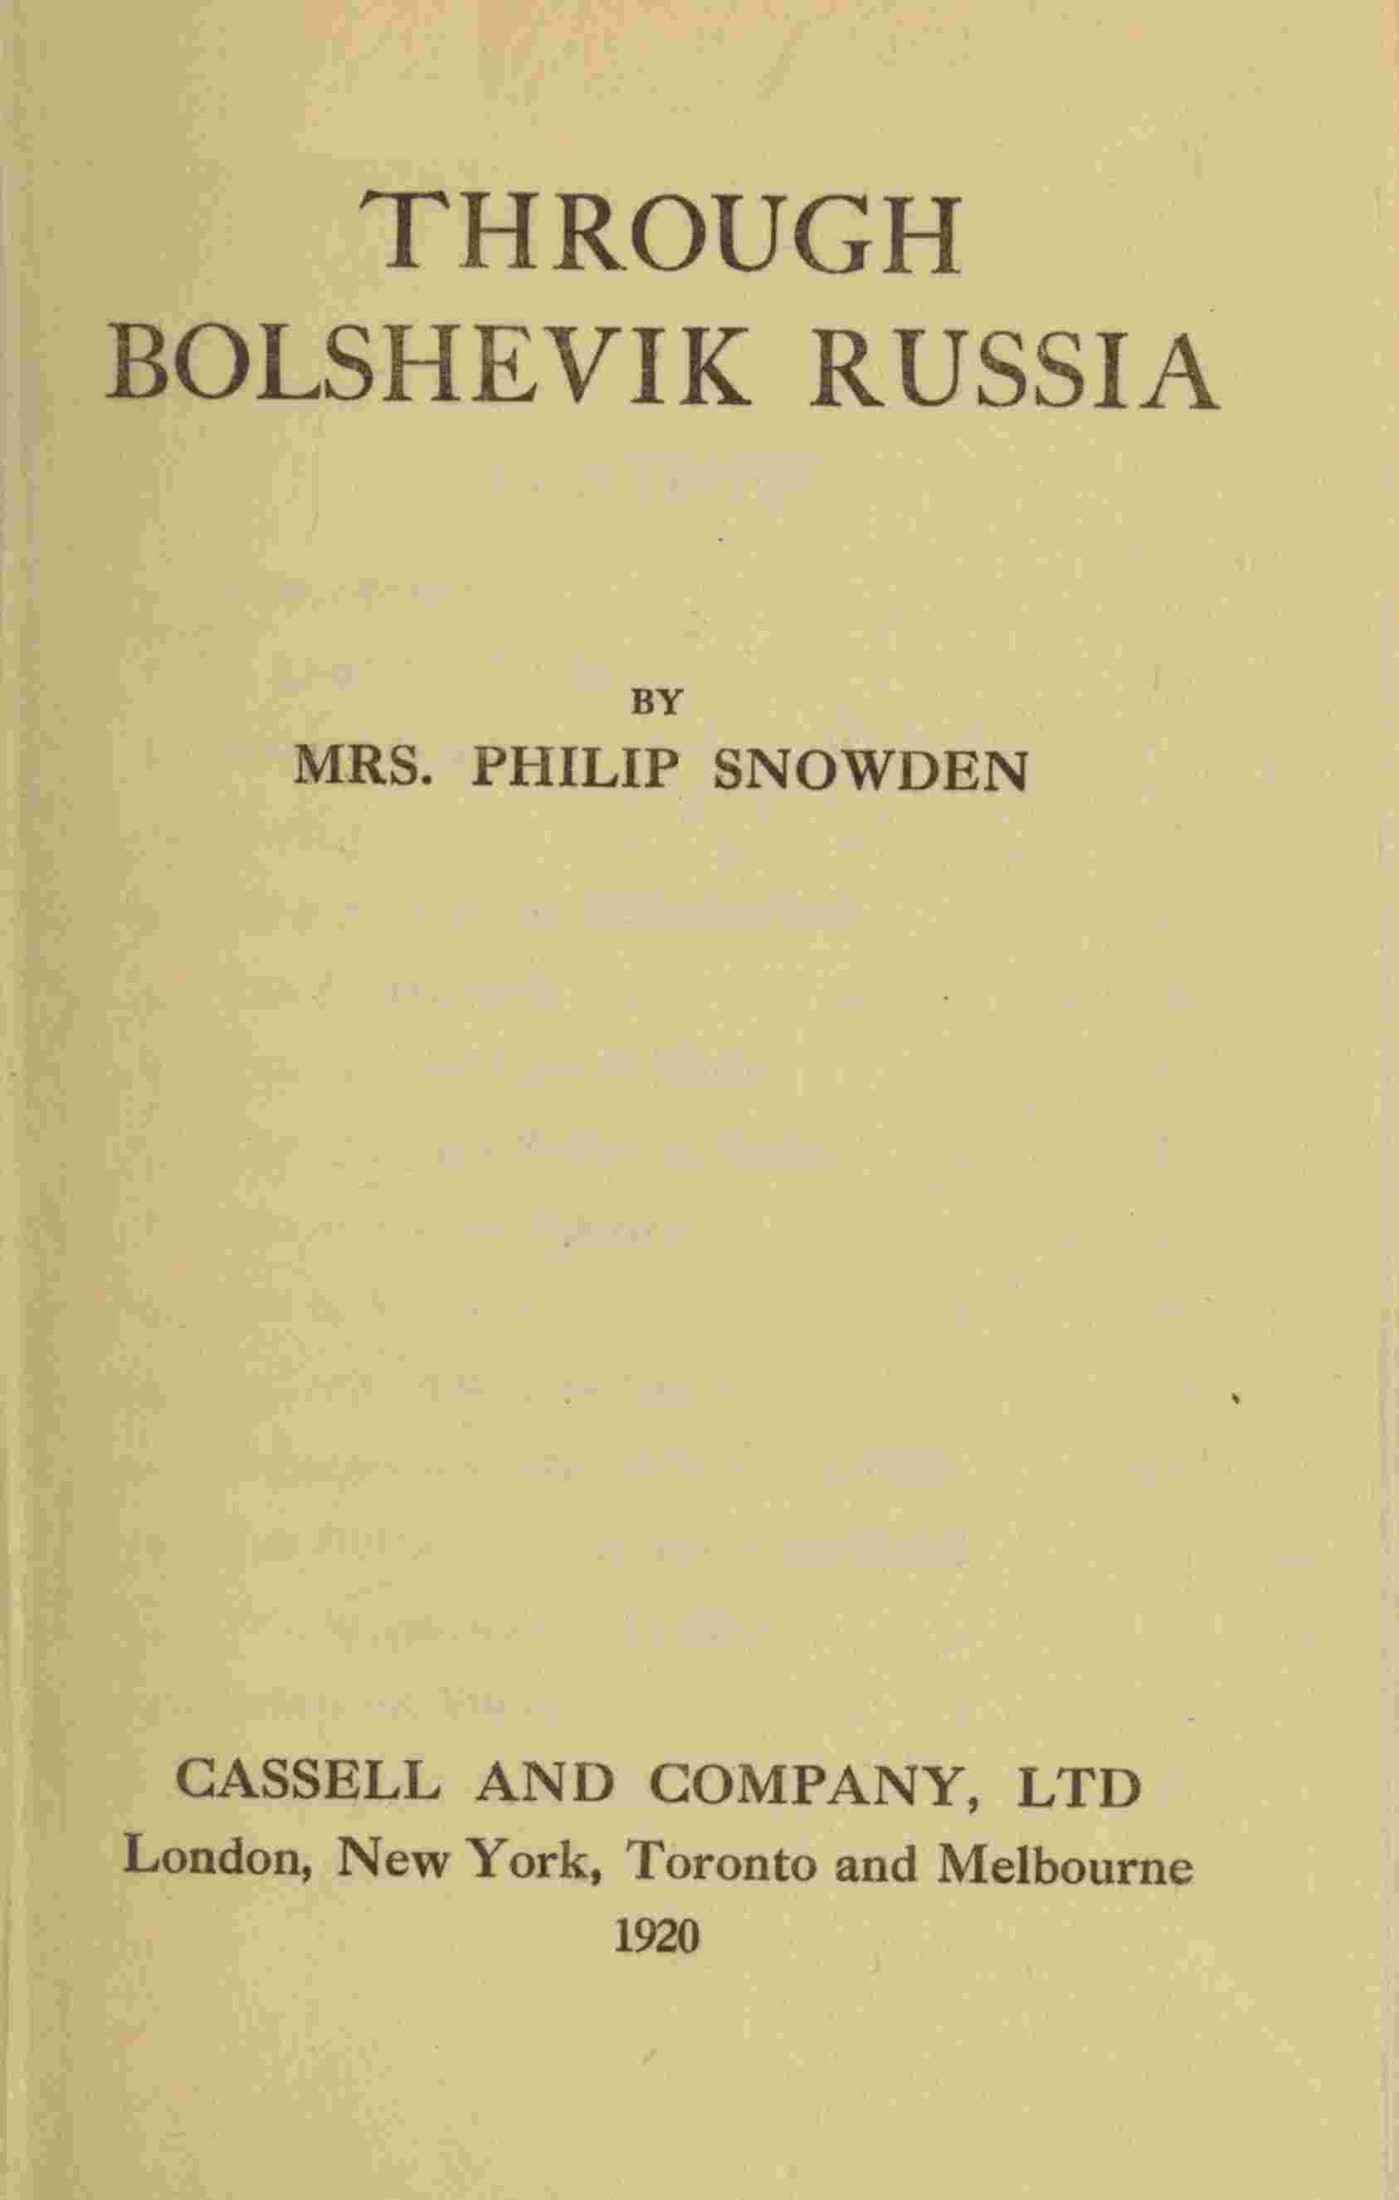 THROUGH
BOLSHEVIK RUSSIA
BY
MRS. PHILIP SNOWDEN
CASSELL AND COMPANY, LTD
London, New York, Toronto and Melbourne
1920